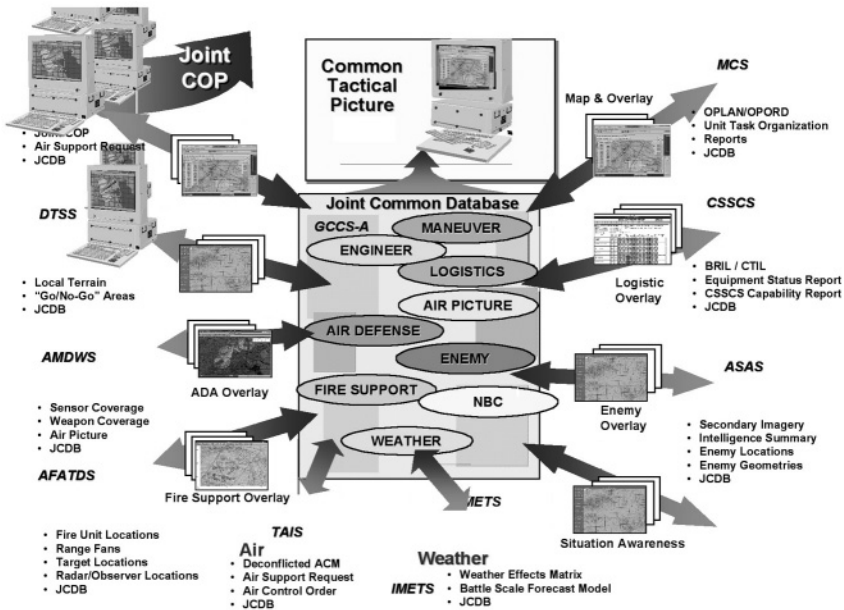 Joint
COP
Common
Tactical
Picture
Map & Overlay
MCS
• OPLAN/OPORD
• Unit Task Organization
• Reports
• JCDB
• Joint COP
• Air Support Request
• JCDB
DTSS
• Local Terrain
• "Go/No-Go" Areas
• JCDB
Joint Common Database
GCCS-A
MANEUVER
ENGINEER
LOGISTICS
AIR PICTURE
AIR DEFENSE
ENEMY
FIRE SUPPORT
NBC
WEATHER
CSSCS
Logistic
Overlay
• BRIL / CTIL
• Equipment Status Report
• CSSCS Capability Report
• JCDB
AMDWS
ADA Overlay
• Sensor Coverage
• Weapon Coverage
• Air Picture
• JCDB
ASAS
Enemy
Overlay
• Secondary Imagery
• Intelligence Summary
• Enemy Locations
• Enemy Geometries
• JCDB
AFATDS
Fire Support Overlay
• Fire Unit Locations
• Range Fans
• Target Locations
• Radar/Observer Locations
• JCDB
TAIS
Air
• Deconflicted ACM
• Air Support Request
• Air Control Order
• JCDB
METS
Weather
IMETS
• Weather Effects Matrix
• Battle Scale Forecast Model
• JCDB
Situation Awareness